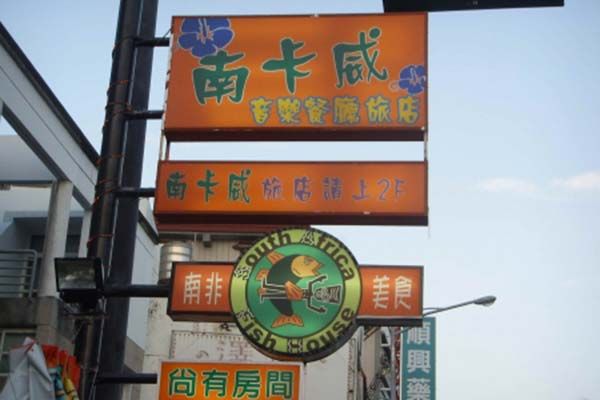 南卡威
音樂餐廳旅店
南卡威 旅店請上2F
South Africa
南非 美食
Fish House
尚有房間
順興藥